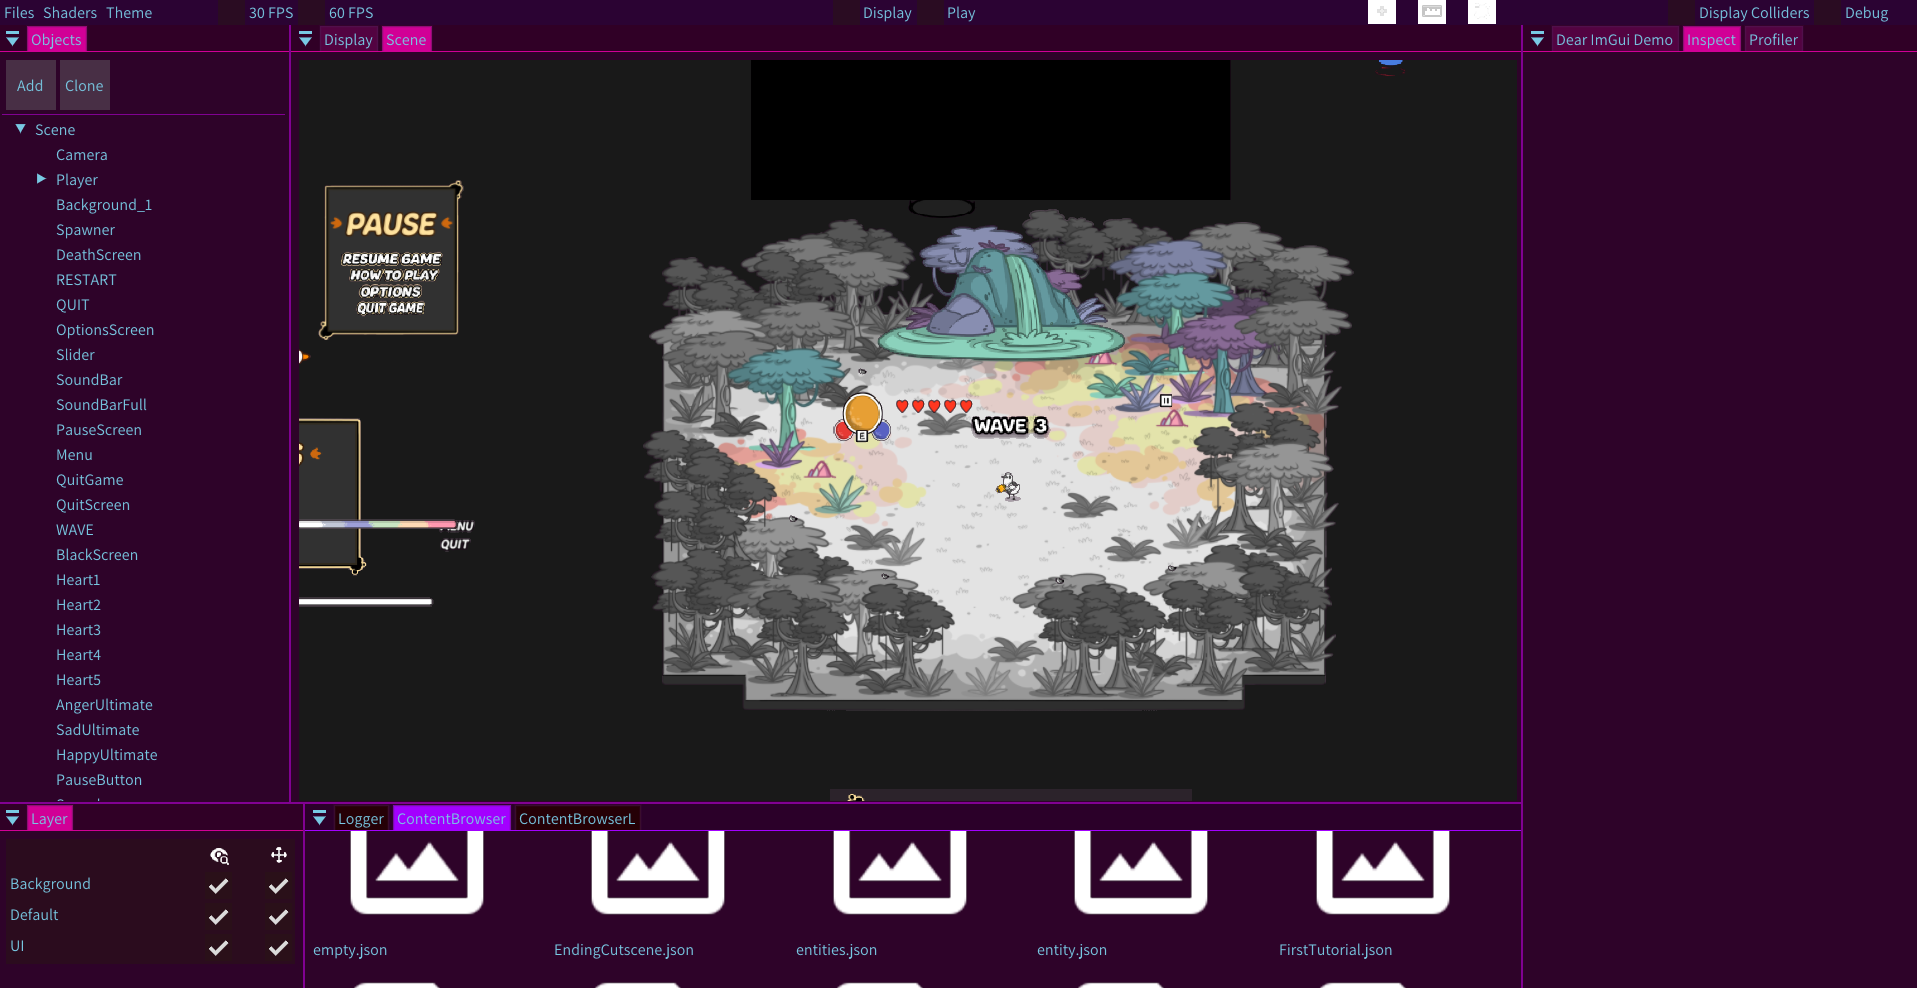 Files Shaders Theme 30 FPS 60 FPS Display Play Display Colliders Debug
Objects
Display Scene
Dear ImGui Demo Inspect Profiler
Add Clone
Scene
Camera
Player
Background_1
Spawner
DeathScreen
RESTART
QUIT
OptionsScreen
Slider
SoundBar
SoundBarFull
PauseScreen
Menu
QuitGame
QuitScreen
WAVE
BlackScreen
Heart1
Heart2
Heart3
Heart4
Heart5
AngerUltimate
SadUltimate
HappyUltimate
PauseButton
PAUSE
RESUME GAME
HOW TO PLAY
OPTIONS
QUIT GAME
S
QUIT
E
WAVE 3
Layer
Background
Default
UI
Logger ContentBrowser ContentBrowserL
empty.json EndingCutscene.json entities.json entity.json FirstTutorial.json